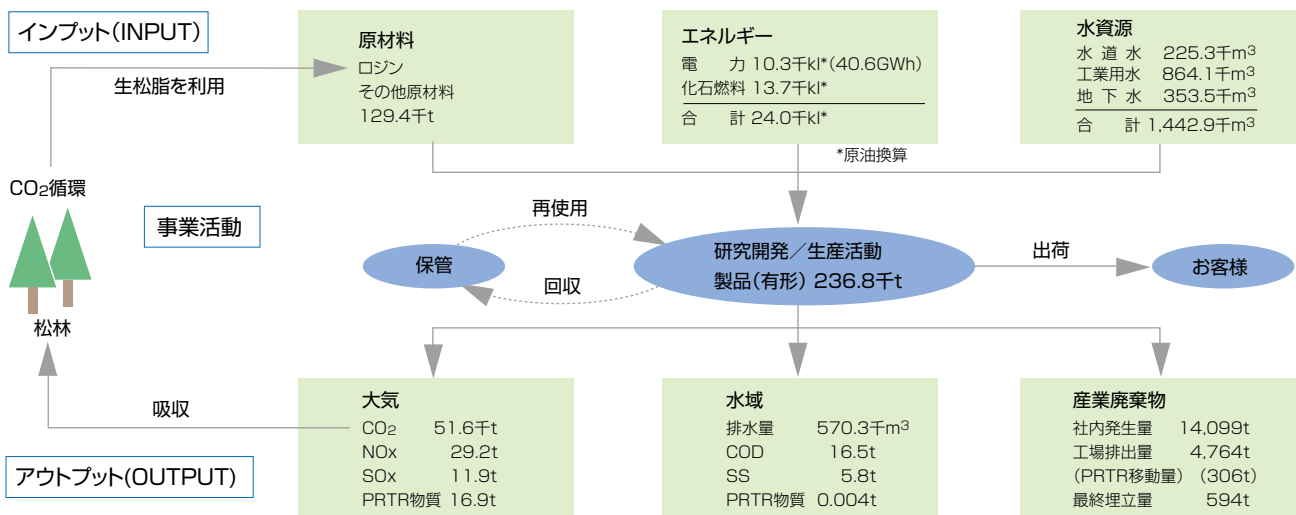 インプット(INPUT)
原材料
ロジン
その他原材料
129.4千t
エネルギー
電 力 10.3千kl*(40.6GWh)
化石燃料 13.7千kl*
合 計 24.0千kl*
水資源
水道水 225.3千m³
工業用水 864.1千m³
地下水 353.5千m³
合 計 1,442.9千m³
*原油換算
生松脂を利用
CO₂循環
松林
事業活動
再使用
保管
回収
研究開発／生産活動
製品(有形) 236.8千t
出荷
お客様
吸収
アウトプット(OUTPUT)
大気
CO₂ 51.6千t
NOx 29.2t
SOx 11.9t
PRTR物質 16.9t
水域
排水量 570.3千m³
COD 16.5t
SS 5.8t
PRTR物質 0.004t
産業廃棄物
社内発生量 14,099t
工場排出量 4,764t
(PRTR移動量) (306t)
最終埋立量 594t